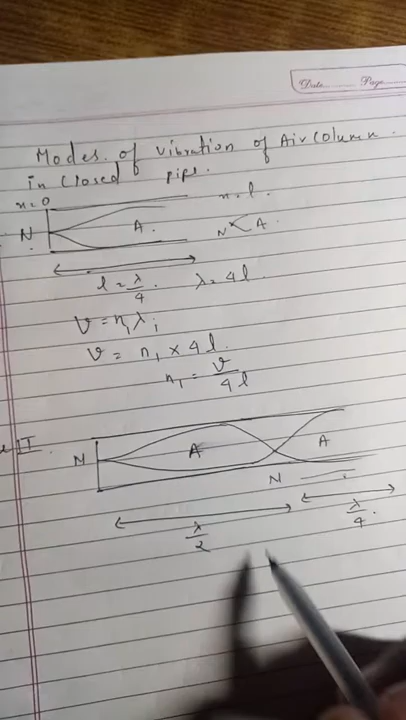 Date......... Page.........
Modes of vibration of Air Column
in Closed pipe.
x=0 x=l.
N A. N A.
l = λ/4. λ = 4l.
V = n₁λ₁
v = n₁ × 4l.
n₁ = v/4l
II
N A A
N
λ/2 λ/4.